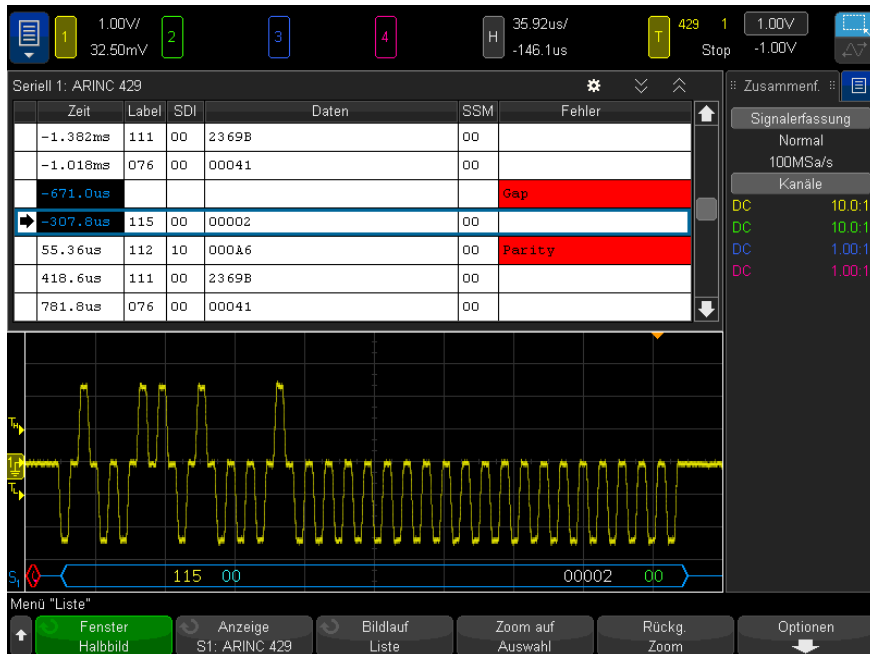 1 1.00V/ 2 3 4 H 35.92us/ T 429 1 1.00V
32.50mV -146.1us Stop -1.00V
Seriell 1: ARINC 429
Zeit Label SDI Daten SSM Fehler
-1.382ms 111 00 2369B 00
-1.018ms 076 00 00041 00
-671.0us Gap
-307.8us 115 00 00002 00
55.36us 112 10 000A6 00 Parity
418.6us 111 00 2369B 00
781.8us 076 00 00041 00
Zusammenf.
Signalerfassung
Normal
100MSa/s
Kanäle
DC 10.0:1
DC 10.0:1
DC 1.00:1
DC 1.00:1
TH
1
TL
S1 115 00 00002 00
Menü "Liste"
Fenster Anzeige Bildlauf Zoom auf Rückg. Optionen
Halbbild S1: ARINC 429 Liste Auswahl Zoom